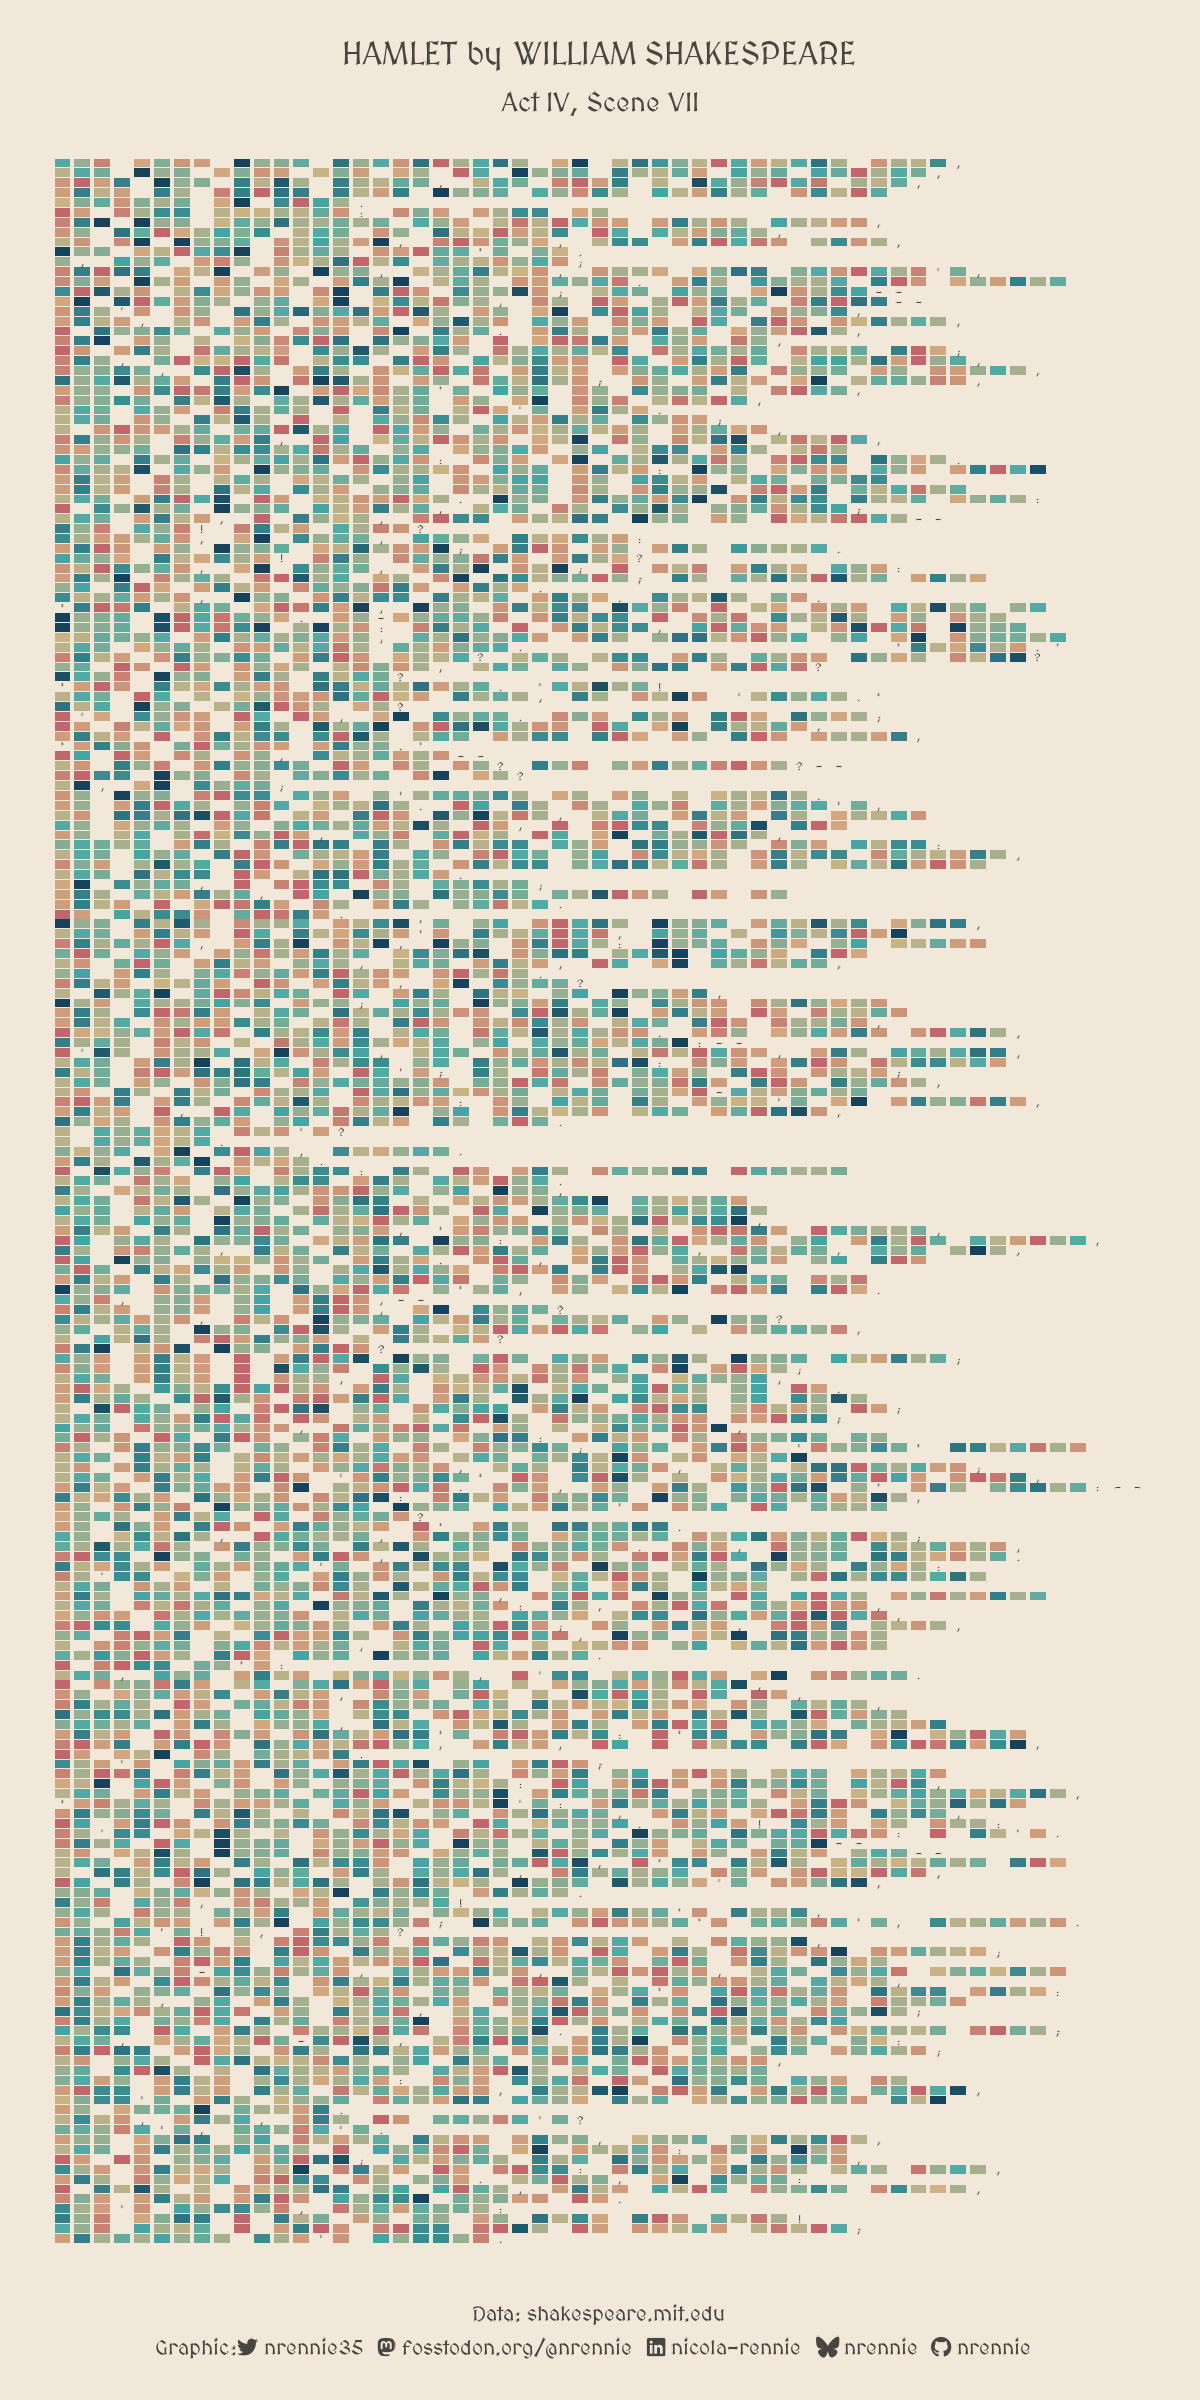 HAMLET by WILLIAM SHAKESPEARE
Act IV, Scene VII
Data: shakespeare.mit.edu
Graphic: nrennie35 fosstodon.org/@nrennie nicola-rennie nrennie nrennie